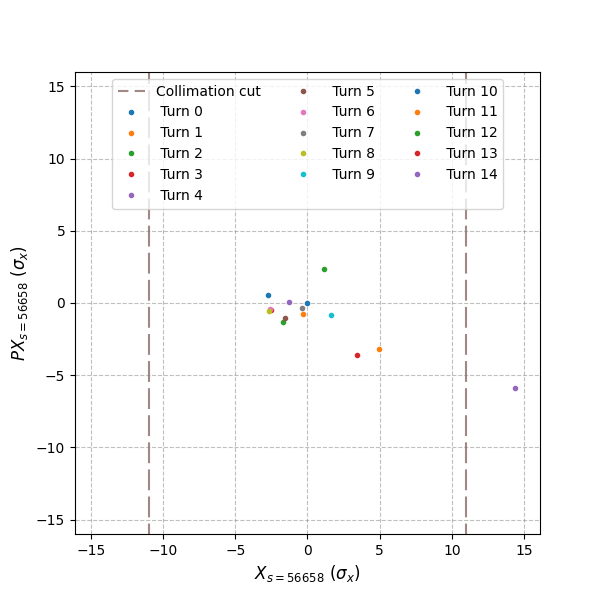 Collimation cut Turn 5 Turn 10
Turn 0 Turn 6 Turn 11
Turn 1 Turn 7 Turn 12
Turn 2 Turn 8 Turn 13
Turn 3 Turn 9 Turn 14
Turn 4
15
10
5
0
−5
−10
−15
PX_{s=56658} (σ_x)
−15 −10 −5 0 5 10 15
X_{s=56658} (σ_x)